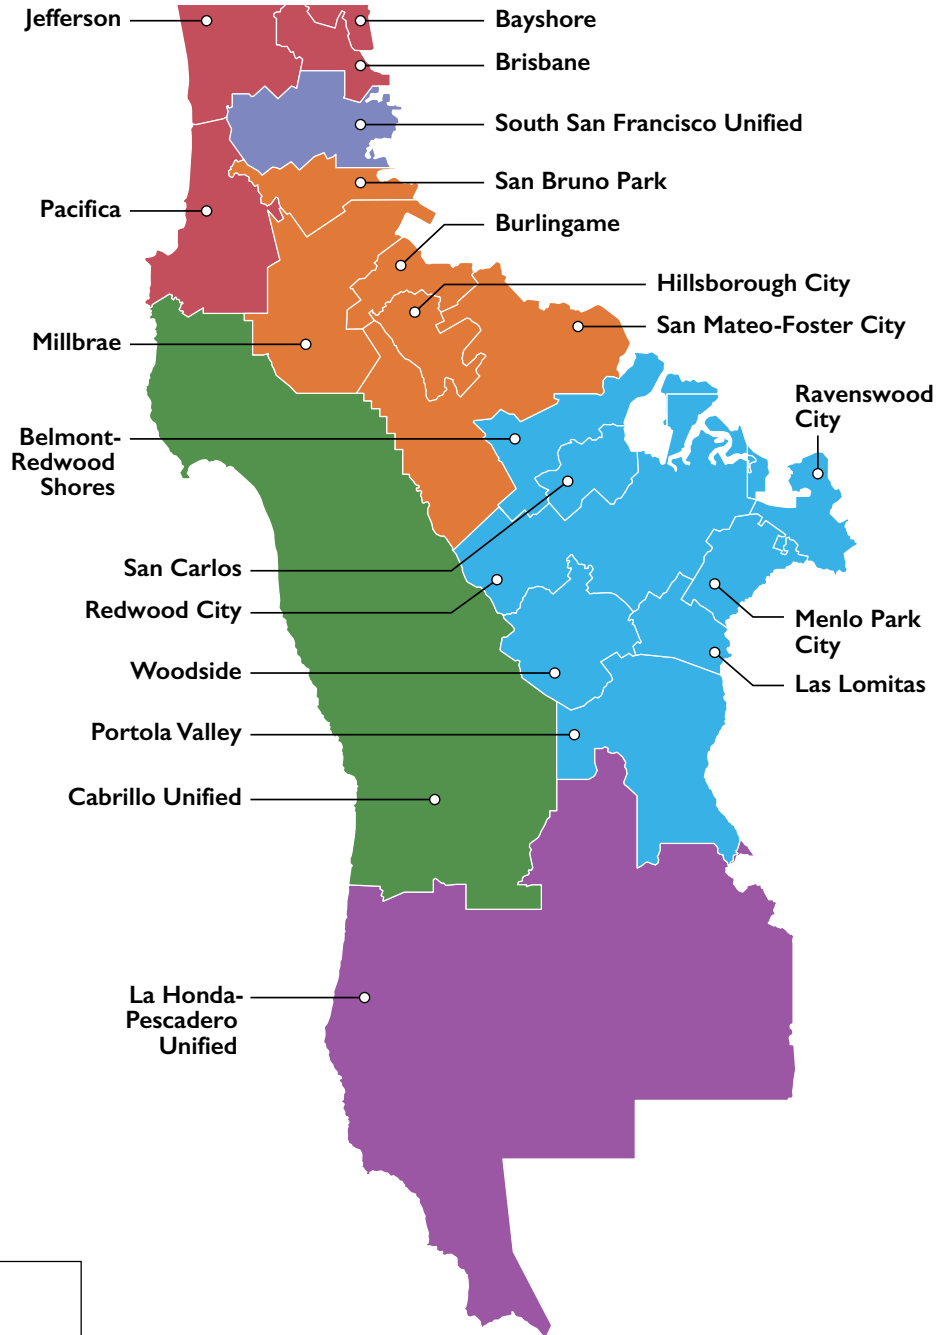 Jefferson
Bayshore
Brisbane
South San Francisco Unified
San Bruno Park
Pacifica
Burlingame
Hillsborough City
San Mateo-Foster City
Millbrae
Ravenswood
City
Belmont-
Redwood
Shores
San Carlos
Redwood City
Menlo Park
City
Woodside
Las Lomitas
Portola Valley
Cabrillo Unified
La Honda-
Pescadero
Unified